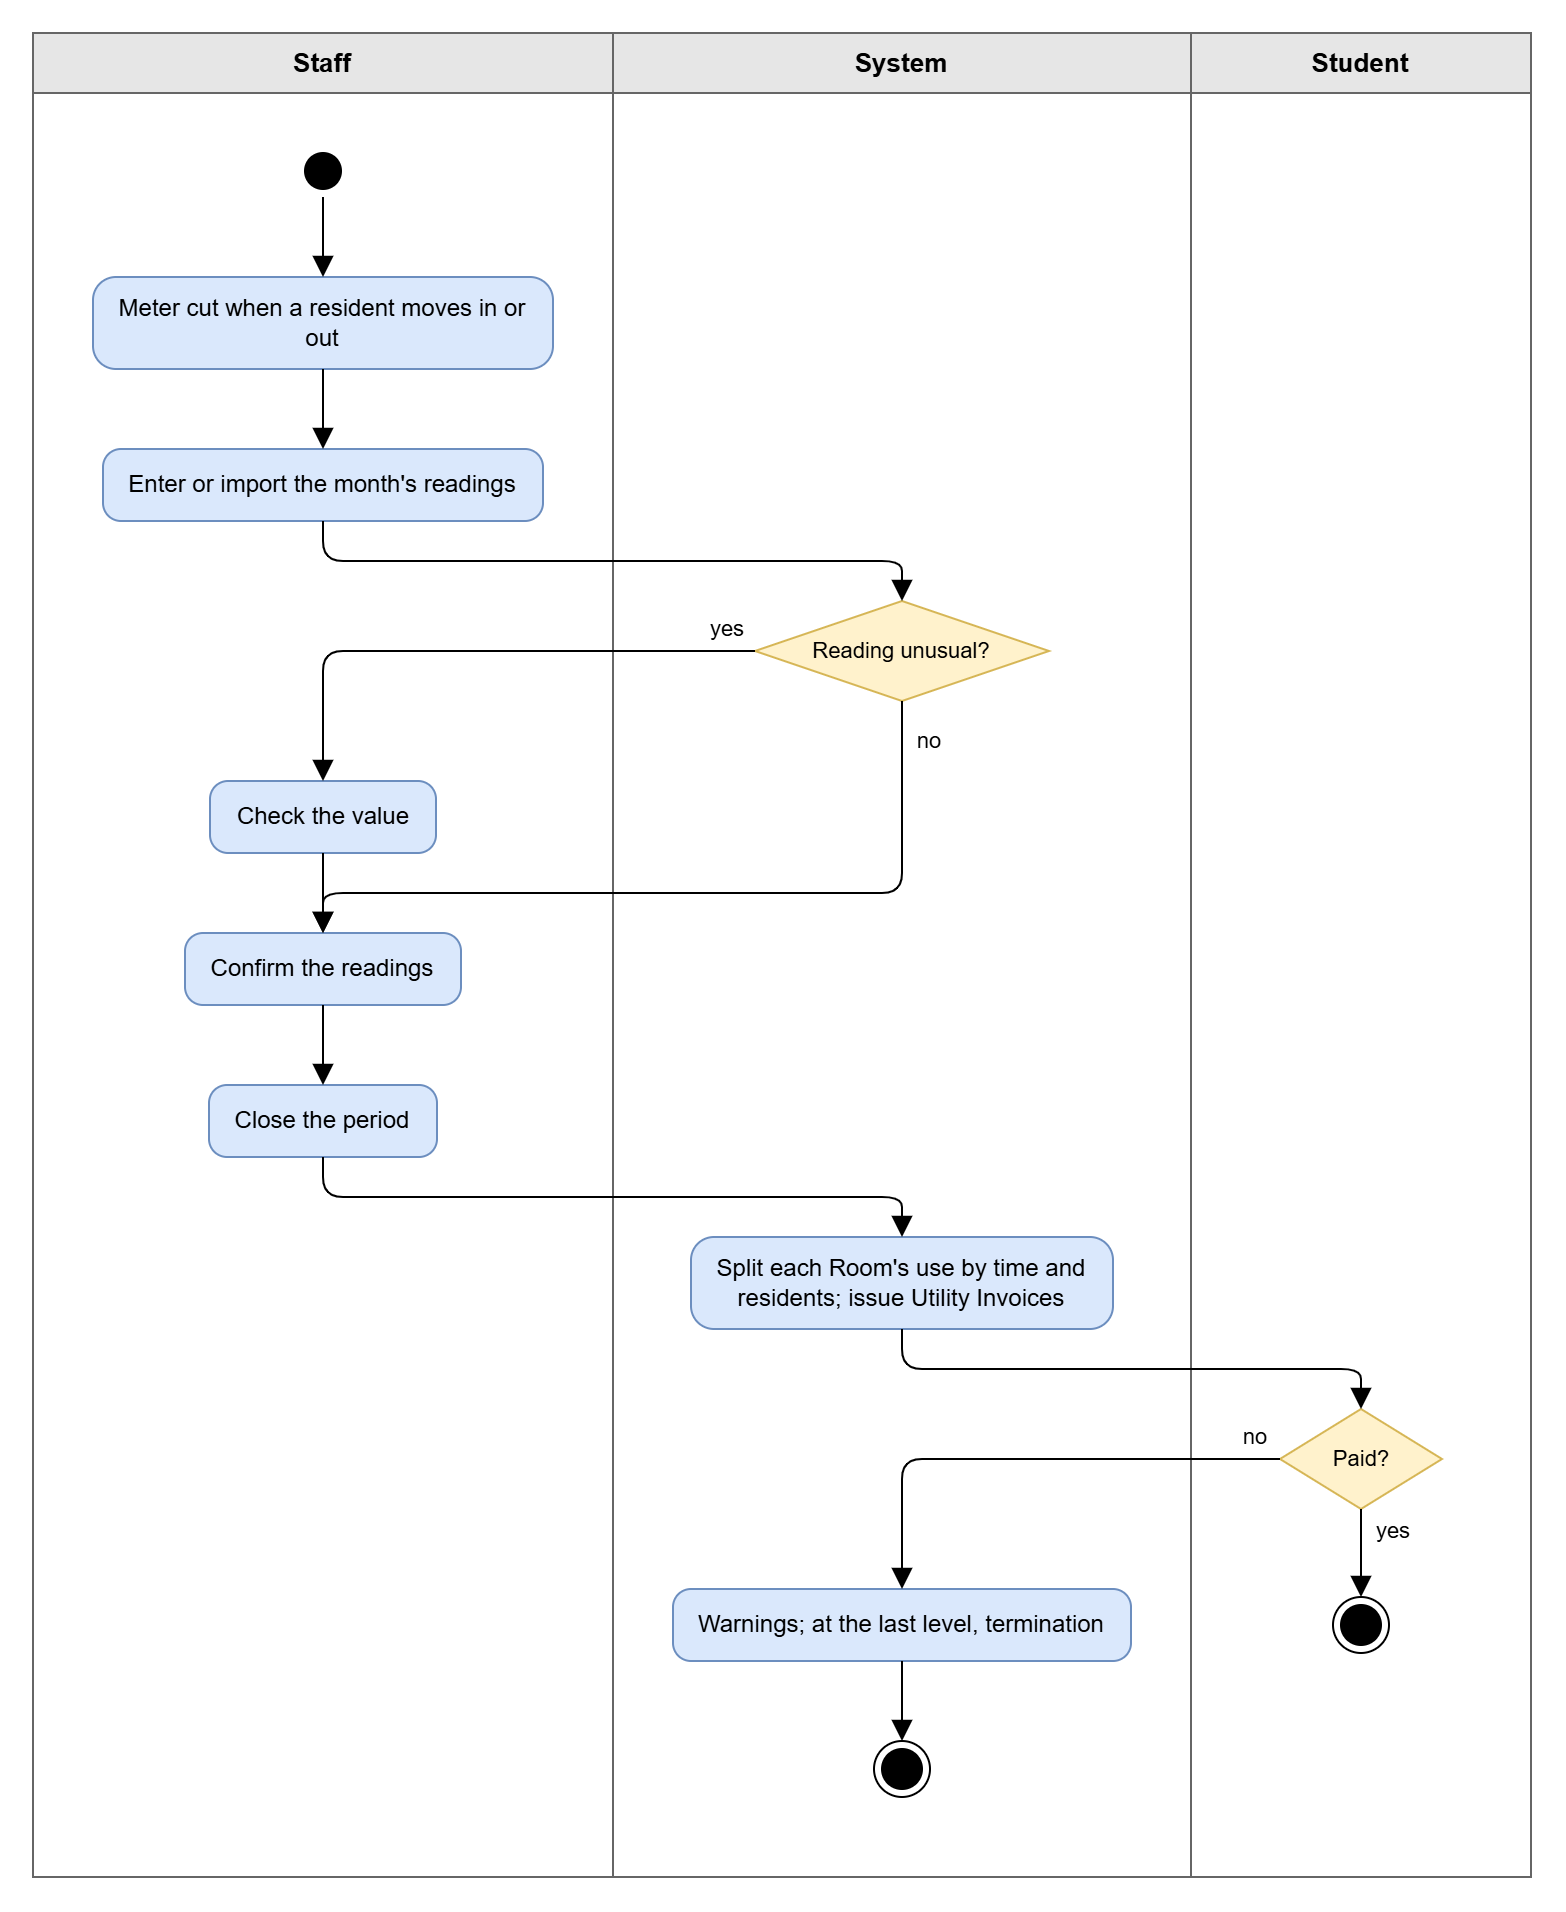 Staff
System
Student
Meter cut when a resident moves in or
out
Enter or import the month's readings
yes
Reading unusual?
no
Check the value
Confirm the readings
Close the period
Split each Room's use by time and
residents; issue Utility Invoices
no
Paid?
yes
Warnings; at the last level, termination